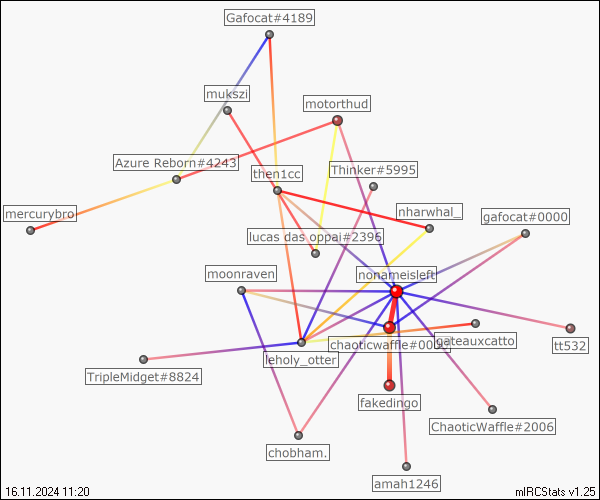 Gafocat#4189
mukszi
motorthud
Azure Reborn#4243
then1cc
Thinker#5995
mercurybro
nharwhal_
gafocat#0000
lucas das oppai#2396
moonraven
nonameisleft
gateauxcatto
tt532
leholy_otter
TripleMidget#8824
fakedingo
ChaoticWaffle#2006
chobham.
amah1246
16.11.2024 11:20
mIRCStats v1.25